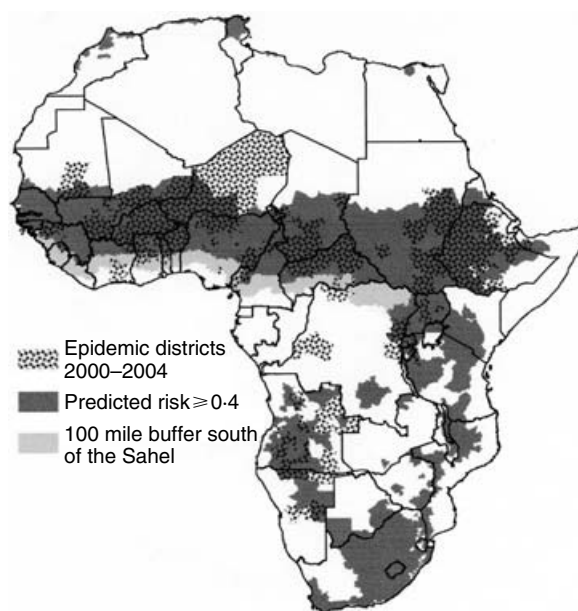 Epidemic districts
2000–2004
Predicted risk ≥ 0·4
100 mile buffer south
of the Sahel